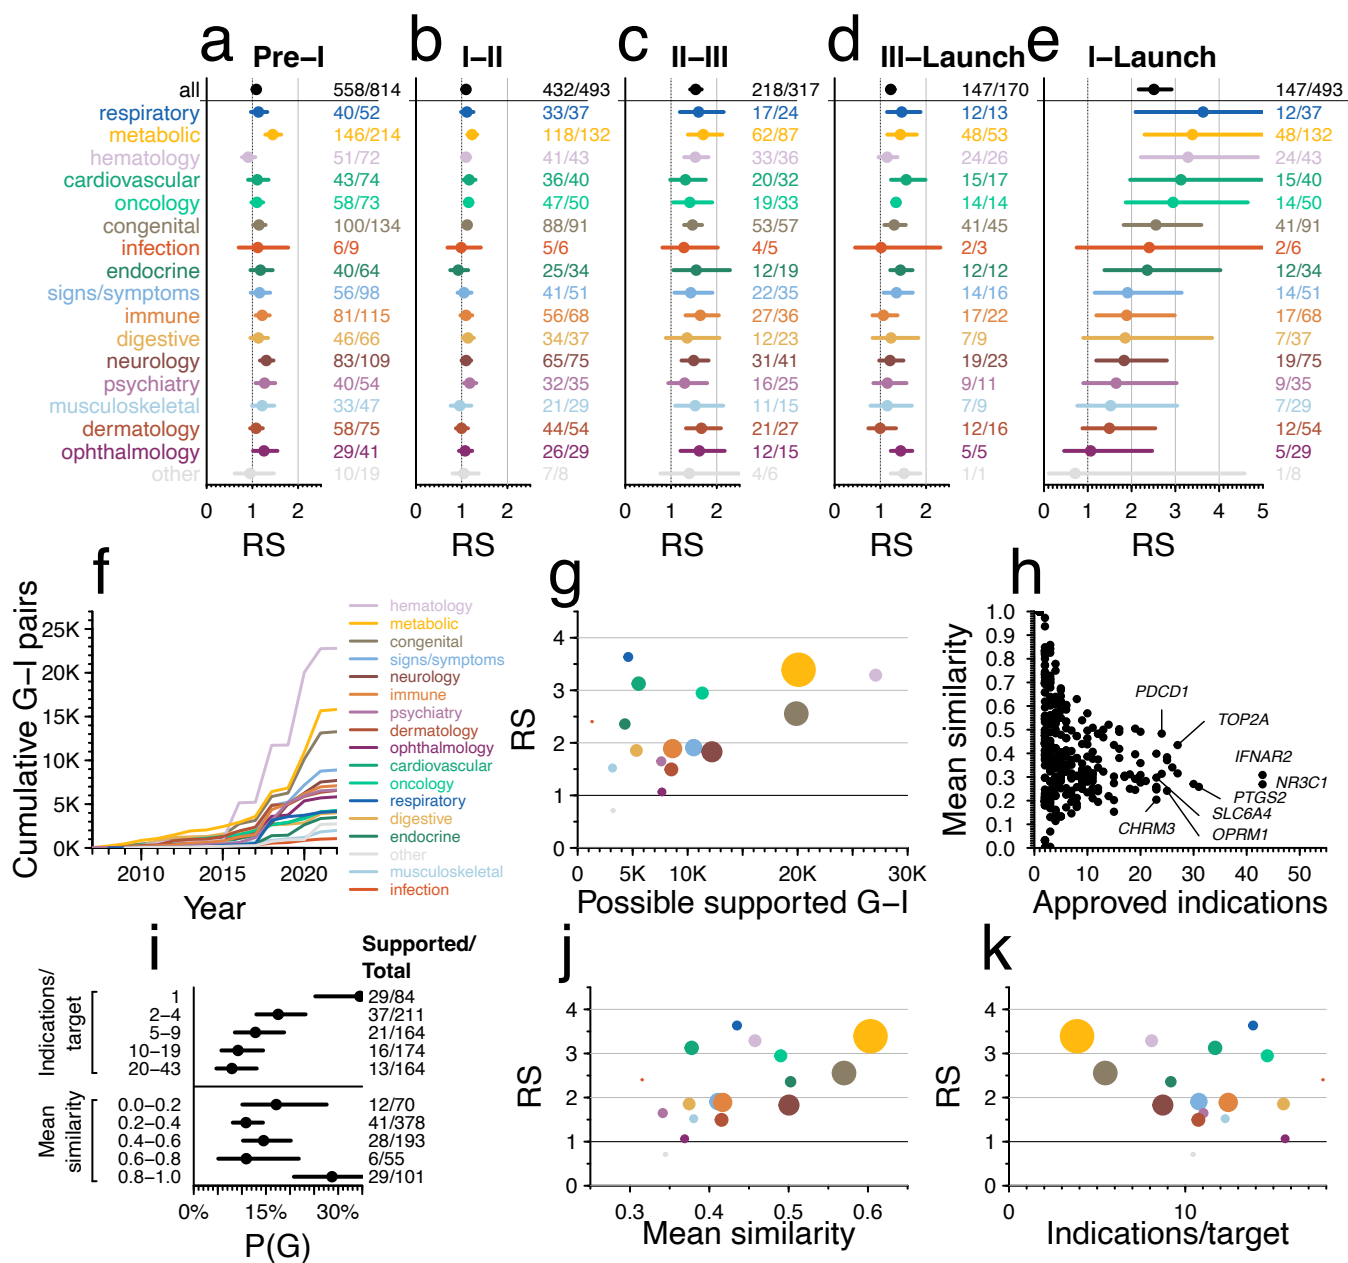 a Pre–I b I–II c II–III d III–Launch e I–Launch
all 558/814 432/493 218/317 147/170 147/493
respiratory 40/52 33/37 17/24 12/13 12/37
metabolic 146/214 118/132 62/87 48/53 48/132
hematology 51/72 41/43 33/36 24/26 24/43
cardiovascular 43/74 36/40 20/32 15/17 15/40
oncology 58/73 47/50 19/33 14/14 14/50
congenital 100/134 88/91 53/57 41/45 41/91
infection 6/9 5/6 4/5 2/3 2/6
endocrine 40/64 25/34 12/19 12/12 12/34
signs/symptoms 56/98 41/51 22/35 14/16 14/51
immune 81/115 56/68 27/36 17/22 17/68
digestive 46/66 34/37 12/23 7/9 7/37
neurology 83/109 65/75 31/41 19/23 19/75
psychiatry 40/54 32/35 16/25 9/11 9/35
musculoskeletal 33/47 21/29 11/15 7/9 7/29
dermatology 58/75 44/54 21/27 12/16 12/54
ophthalmology 29/41 26/29 12/15 5/5 5/29
other 10/19 7/8 4/6 1/1 1/8
0 1 2 0 1 2 0 1 2 0 1 2 0 1 2 3 4 5
RS RS RS RS RS
f
Cumulative G–I pairs
25K
20K
15K
10K
5K
0K
2010 2015 2020
Year
hematology
metabolic
congenital
signs/symptoms
neurology
immune
psychiatry
dermatology
ophthalmology
cardiovascular
oncology
respiratory
digestive
endocrine
other
musculoskeletal
infection
g
RS
4
3
2
1
0
0 5K 10K 20K 30K
Possible supported G–I
h
Mean similarity
1.0
0.9
0.8
0.7
0.6
0.5
0.4
0.3
0.2
0.1
0.0
PDCD1
TOP2A
IFNAR2
NR3C1
PTGS2
SLC6A4
CHRM3
OPRM1
0 10 20 30 40 50
Approved indications
i
Supported/
Total
Indications/
target
1 29/84
2–4 37/211
5–9 21/164
10–19 16/174
20–43 13/164
Mean
similarity
0.0–0.2 12/70
0.2–0.4 41/378
0.4–0.6 28/193
0.6–0.8 6/55
0.8–1.0 29/101
0% 15% 30%
P(G)
j
RS
4
3
2
1
0
0.3 0.4 0.5 0.6
Mean similarity
k
RS
4
3
2
1
0
0 10
Indications/target